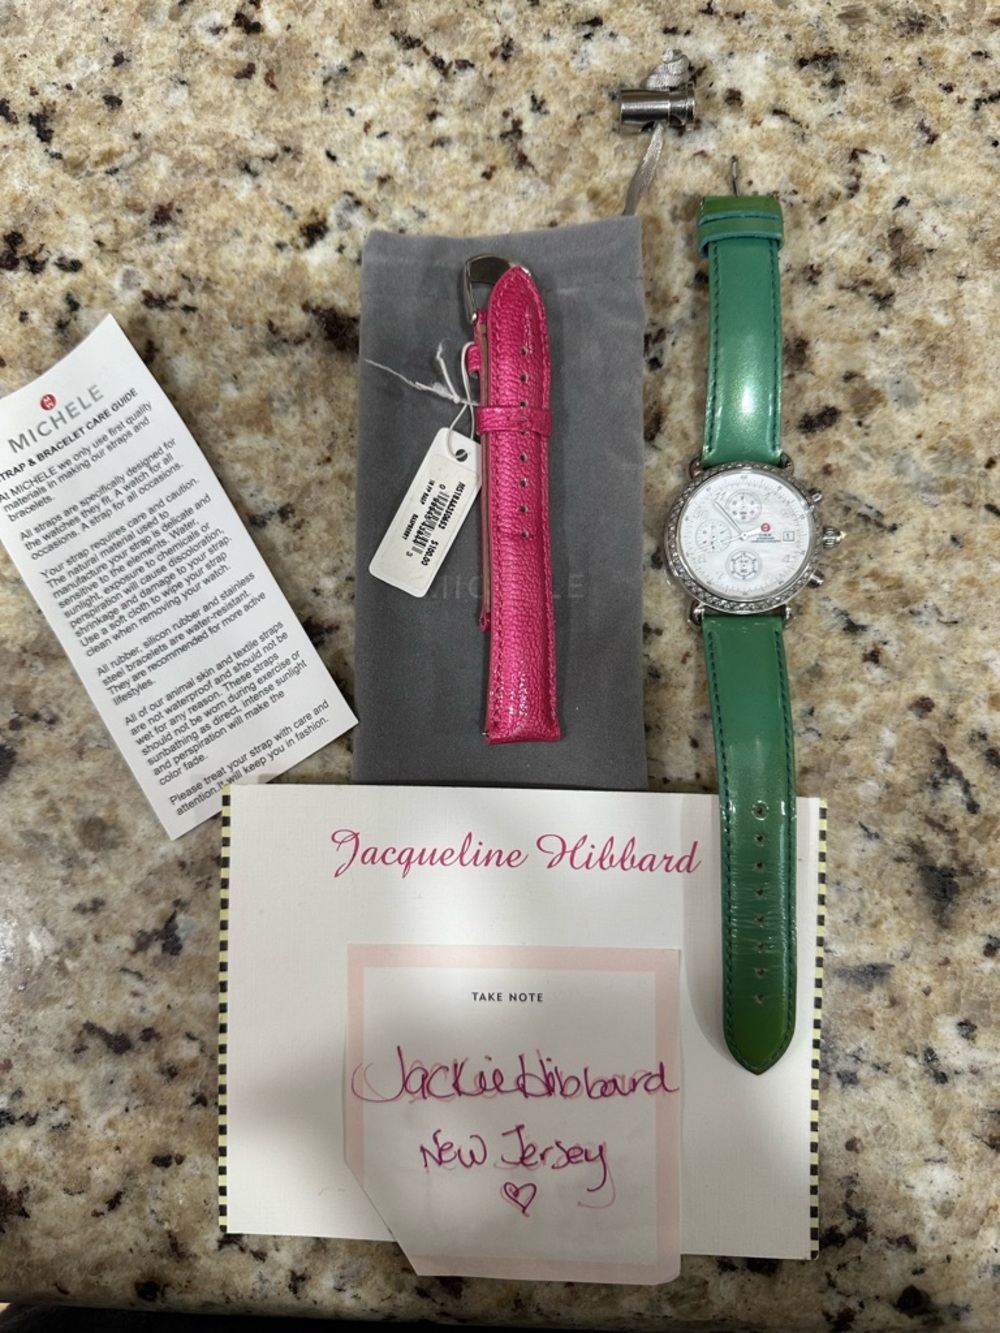 MICHELE
STRAP & BRACELET CARE GUIDE
At MICHELE we only use first quality
materials in making our straps and
bracelets.
All straps are specifically designed for
the watches they fit. A watch for all
occasions. A strap for all occasions.
Your strap requires care and caution.
The natural material used to
manufacture your strap is delicate and
sensitive to the elements. Water,
sunlight, exposure to chemicals or
perspiration will cause discoloration,
shrinkage and damage to your strap.
Use a soft cloth to wipe your strap
clean when removing your watch.
All rubber, silicon rubber and stainless
steel bracelets are water-resistant.
They are recommended for more active
lifestyles.
All of our animal skin and textile straps
are not waterproof and should not be
wet for any reason. These straps
should not be worn during exercise or
sunbathing as direct, intense sunlight
and perspiration will make the
color fade.
Please treat your strap with care and
attention. It will keep you in fashion.
$100.00
RASPBERRY
MICHELE
Jacqueline Hibbard
TAKE NOTE
Jackie Hibbard
New Jersey